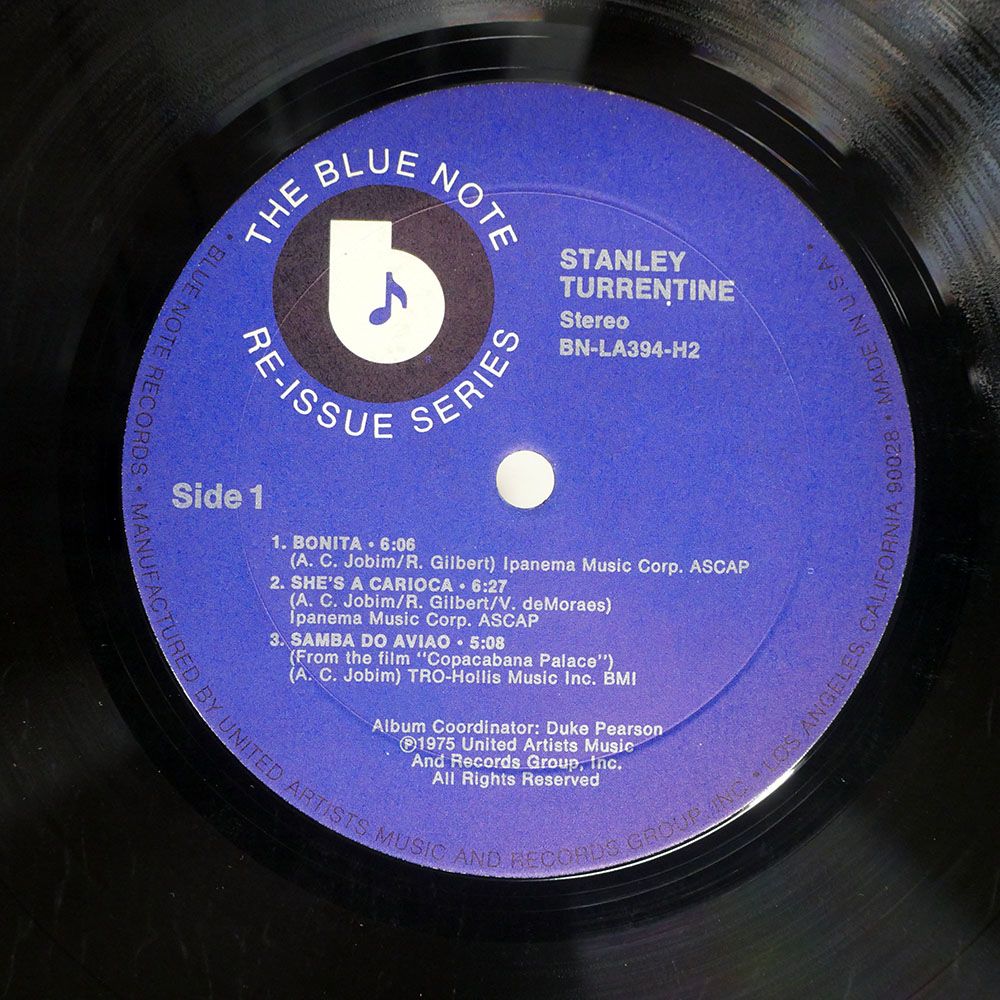 THE BLUE NOTE
RE-ISSUE SERIES
b
STANLEY
TURRENTINE
Stereo
BN-LA394-H2
Side 1
1. BONITA • 6:06
(A. C. Jobim/R. Gilbert) Ipanema Music Corp. ASCAP
2. SHE'S A CARIOCA • 6:27
(A. C. Jobim/R. Gilbert/V. deMoraes)
Ipanema Music Corp. ASCAP
3. SAMBA DO AVIAO • 5:08
(From the film "Copacabana Palace")
(A. C. Jobim) TRO-Hollis Music Inc. BMI
Album Coordinator: Duke Pearson
℗1975 United Artists Music
And Records Group, Inc.
All Rights Reserved
• BLUE NOTE RECORDS • MANUFACTURED BY UNITED ARTISTS MUSIC AND RECORDS GROUP, INC. • LOS ANGELES, CALIFORNIA 90028 • MADE IN U.S.A.